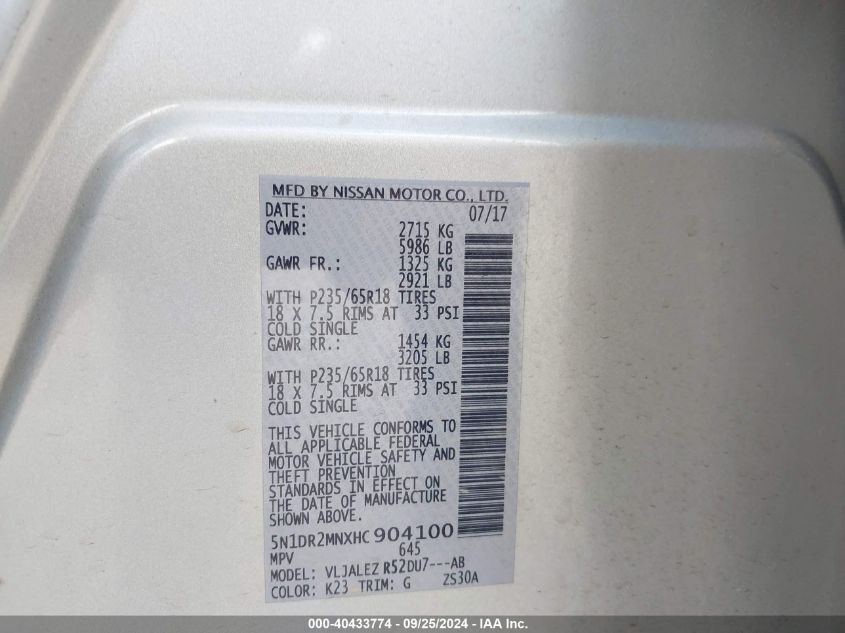 MFD BY NISSAN MOTOR CO., LTD.
DATE: 07/17
GVWR: 2715 KG
5986 LB
GAWR FR.: 1325 KG
2921 LB
WITH P235/65R18 TIRES
18 X 7.5 RIMS AT 33 PSI
COLD SINGLE
GAWR RR.: 1454 KG
3205 LB
WITH P235/65R18 TIRES
18 X 7.5 RIMS AT 33 PSI
COLD SINGLE
THIS VEHICLE CONFORMS TO
ALL APPLICABLE FEDERAL
MOTOR VEHICLE SAFETY AND
THEFT PREVENTION
STANDARDS IN EFFECT ON
THE DATE OF MANUFACTURE
SHOWN ABOVE.
5N1DR2MNXHC904100
MPV 645
MODEL: VLJALEZ R52DU7---AB
COLOR: K23 TRIM: G ZS30A
000-40433774 - 09/25/2024 - IAA Inc.